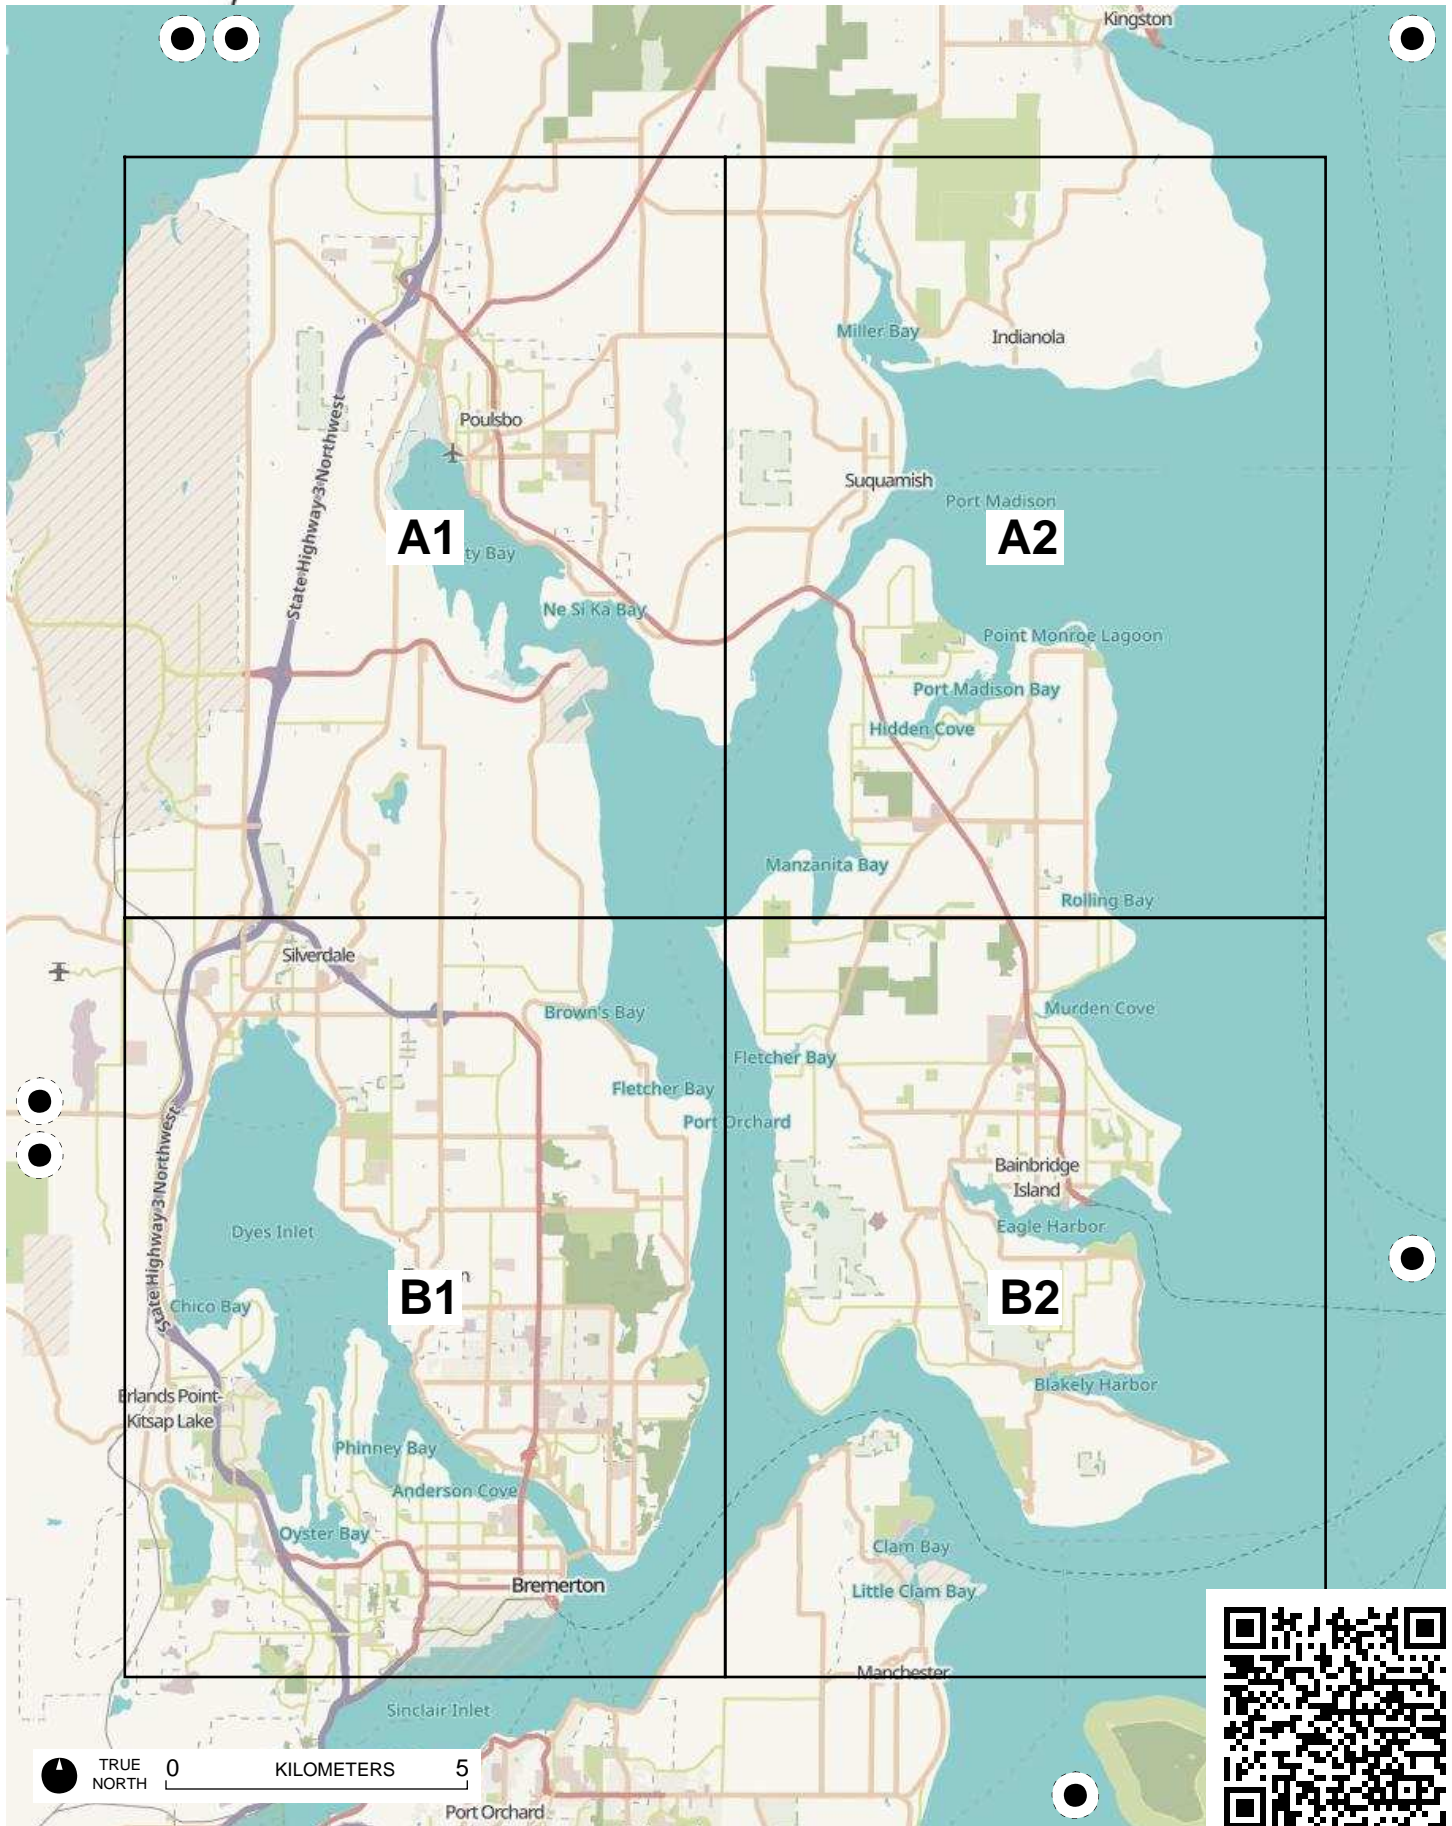 Kingston
Miller Bay
Indianola
State Highway 3 Northwest
Poulsbo
Suquamish
Port Madison
A1
A2
ty Bay
Ne Si Ka Bay
Point Monroe Lagoon
Port Madison Bay
Hidden Cove
Manzanita Bay
Rolling Bay
Silverdale
Brown's Bay
Murden Cove
Fletcher Bay
Fletcher Bay
Port Orchard
State Highway 3 Northwest
Bainbridge
Island
Dyes Inlet
Eagle Harbor
B1
B2
Chico Bay
Erlands Point-
Kitsap Lake
Blakely Harbor
Phinney Bay
Anderson Cove
Oyster Bay
Clam Bay
Bremerton
Little Clam Bay
Manchester
Sinclair Inlet
TRUE
NORTH
0 KILOMETERS 5
Port Orchard